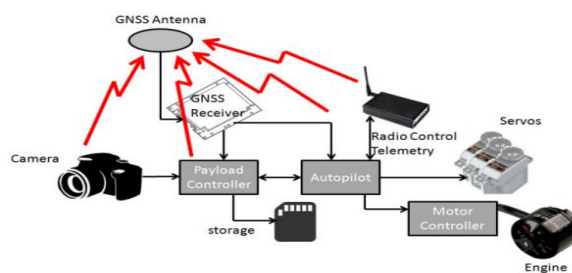 GNSS Antenna
GNSS
Receiver
Radio Control
Telemetry
Servos
Camera
Payload
Controller
Autopilot
storage
Motor
Controller
Engine